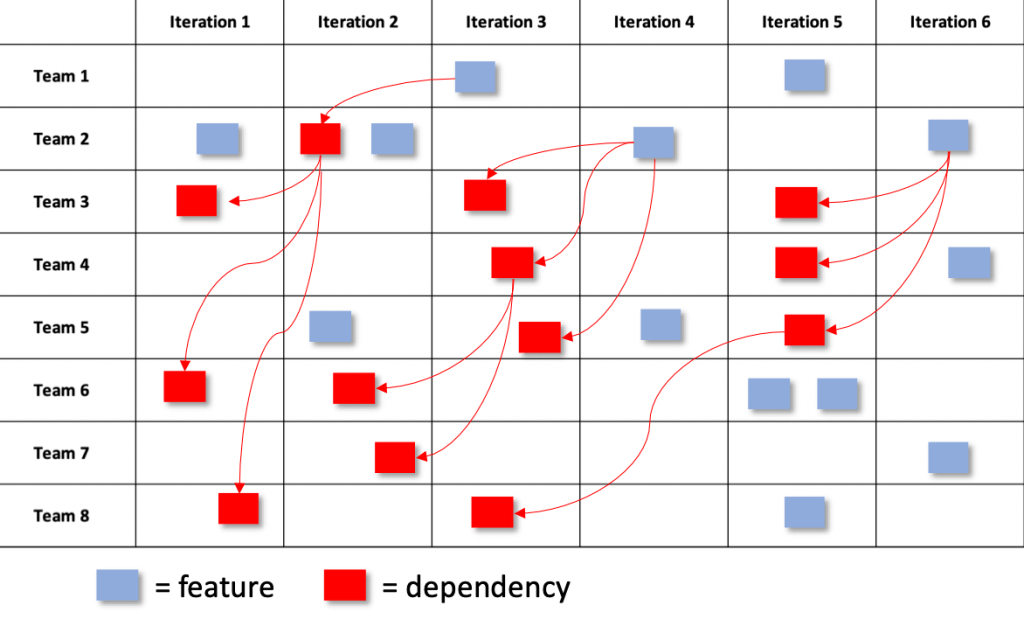 Iteration 1 Iteration 2 Iteration 3 Iteration 4 Iteration 5 Iteration 6
Team 1
Team 2
Team 3
Team 4
Team 5
Team 6
Team 7
Team 8
= feature = dependency